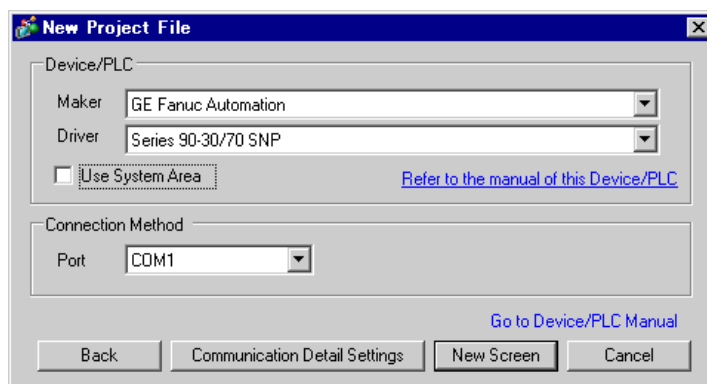 New Project File
Device/PLC
Maker GE Fanuc Automation
Driver Series 90-30/70 SNP
Use System Area Refer to the manual of this Device/PLC
Connection Method
Port COM1
Go to Device/PLC Manual
Back Communication Detail Settings New Screen Cancel